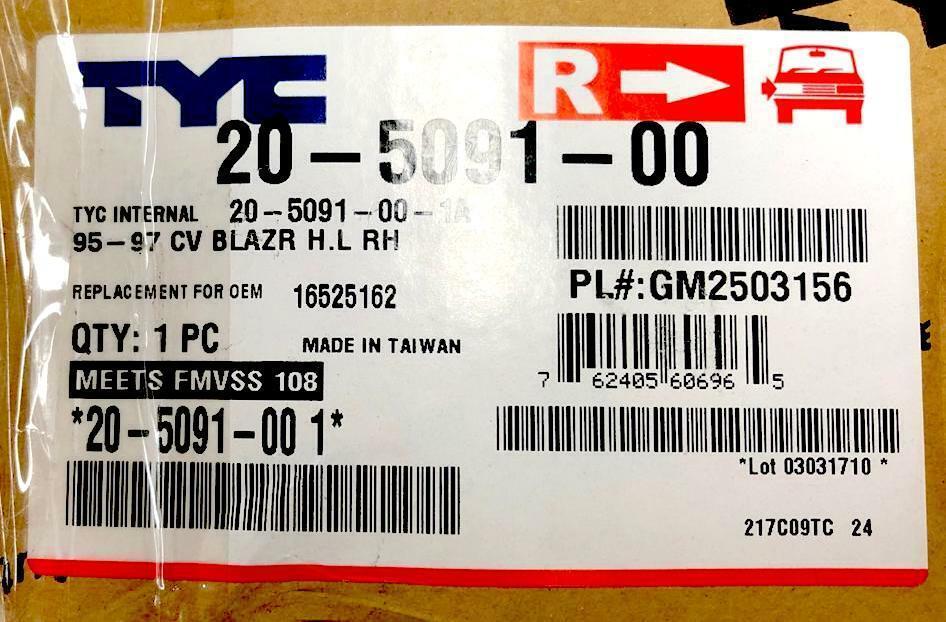 TYC
R
20-5091-00
TYC INTERNAL 20-5091-00-1A
95-97 CV BLAZR H.L RH
REPLACEMENT FOR OEM 16525162
QTY: 1 PC MADE IN TAIWAN
MEETS FMVSS 108
*20-5091-00 1*
PL#:GM2503156
7 62405 60696 5
*Lot 03031710 *
217C09TC 24